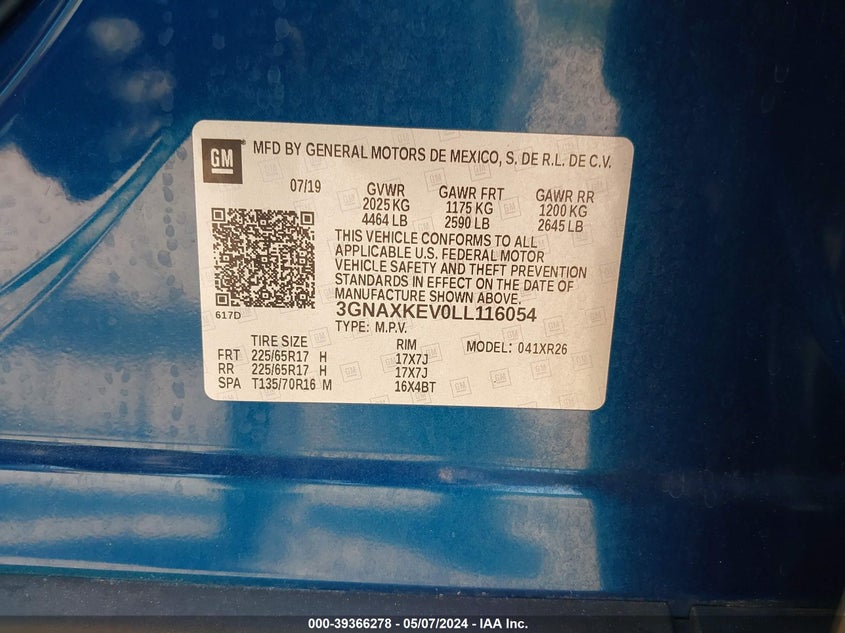 GM ® MFD BY GENERAL MOTORS DE MEXICO, S. DE R.L. DE C.V.
07/19 GVWR GAWR FRT GAWR RR
2025 KG 1175 KG 1200 KG
4464 LB 2590 LB 2645 LB
THIS VEHICLE CONFORMS TO ALL
APPLICABLE U.S. FEDERAL MOTOR
VEHICLE SAFETY AND THEFT PREVENTION
STANDARDS IN EFFECT ON THE DATE OF
MANUFACTURE SHOWN ABOVE.
617D 3GNAXKEV0LL116054
TYPE: M.P.V.
TIRE SIZE RIM MODEL: 041XR26
FRT 225/65R17 H 17X7J
RR 225/65R17 H 17X7J
SPA T135/70R16 M 16X4BT
000-39366278 - 05/07/2024 - IAA Inc.